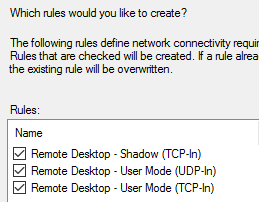 Which rules would you like to create?
The following rules define network connectivity requi
Rules that are checked will be created. If a rule alrea
the existing rule will be overwritten.
Rules:
Name
Remote Desktop - Shadow (TCP-In)
Remote Desktop - User Mode (UDP-In)
Remote Desktop - User Mode (TCP-In)